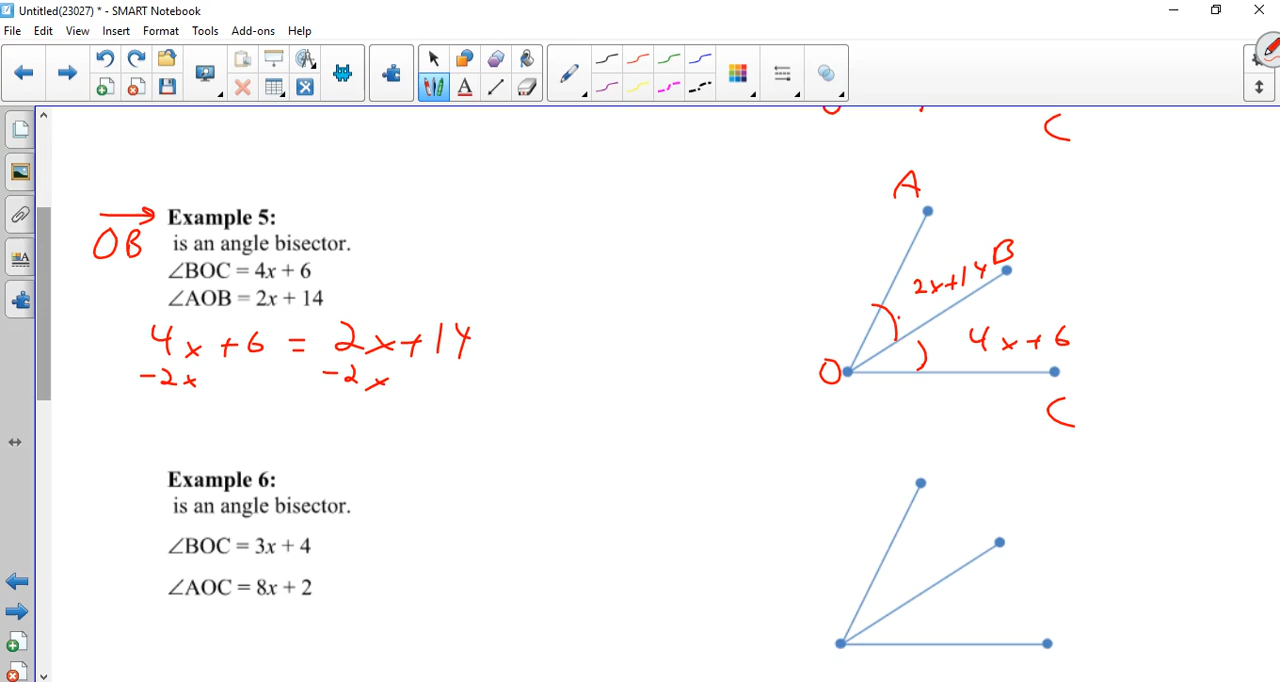 Untitled(23027) * - SMART Notebook
File Edit View Insert Format Tools Add-ons Help
C
A
OB
Example 5:
is an angle bisector.
∠BOC = 4x + 6
∠AOB = 2x + 14
4x + 6 = 2x + 14
-2x -2x
B
2x+14
4x + 6
O
C
Example 6:
is an angle bisector.
∠BOC = 3x + 4
∠AOC = 8x + 2